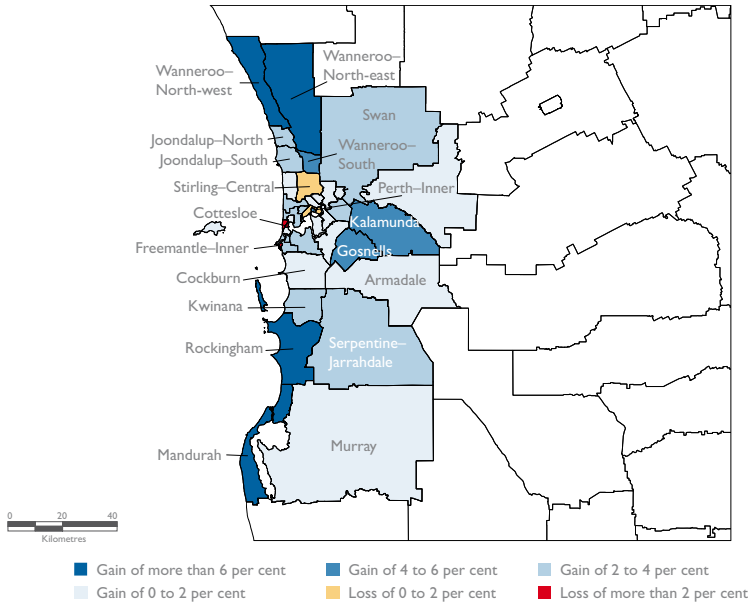 Wanneroo–
North-east
Wanneroo–
North-west
Swan
Joondalup–North
Wanneroo–
South
Joondalup–South
Stirling–Central
Perth–Inner
Cottesloe
Kalamunda
Freemantle–Inner
Gosnells
Cockburn
Armadale
Kwinana
Rockingham
Serpentine–
Jarrahdale
Murray
Mandurah
0 20 40
Kilometres
Gain of more than 6 per cent
Gain of 4 to 6 per cent
Gain of 2 to 4 per cent
Gain of 0 to 2 per cent
Loss of 0 to 2 per cent
Loss of more than 2 per cent